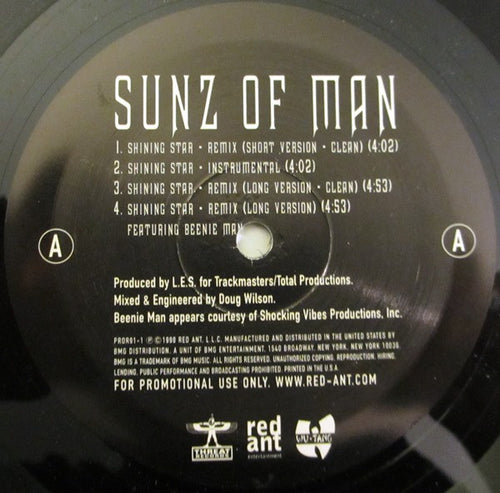 SUNZ OF MAN
1. SHINING STAR - REMIX (SHORT VERSION - CLEAN) (4:02)
2. SHINING STAR - INSTRUMENTAL (4:02)
3. SHINING STAR - REMIX (LONG VERSION - CLEAN) (4:53)
4. SHINING STAR - REMIX (LONG VERSION) (4:53)
FEATURING BEENIE MAN
A
A
Produced by L.E.S. for Trackmasters/Total Productions.
Mixed & Engineered by Doug Wilson.
Beenie Man appears courtesy of Shocking Vibes Productions, Inc.
PRDR91-1 ℗©1998 RED ANT, L.L.C. MANUFACTURED AND DISTRIBUTED IN THE UNITED STATES BY
BMG DISTRIBUTION, A UNIT OF BMG ENTERTAINMENT, 1540 BROADWAY, NEW YORK, NEW YORK 10036.
BMG IS A TRADEMARK OF BMG MUSIC. ALL RIGHTS RESERVED. UNAUTHORIZED COPYING, REPRODUCTION, HIRING,
LENDING, PUBLIC PERFORMANCE AND BROADCASTING PROHIBITED. PRINTED IN THE U.S.A.
FOR PROMOTIONAL USE ONLY. WWW.RED-ANT.COM
THREAT
RECORDS
red
ant
entertainment
WU-TANG